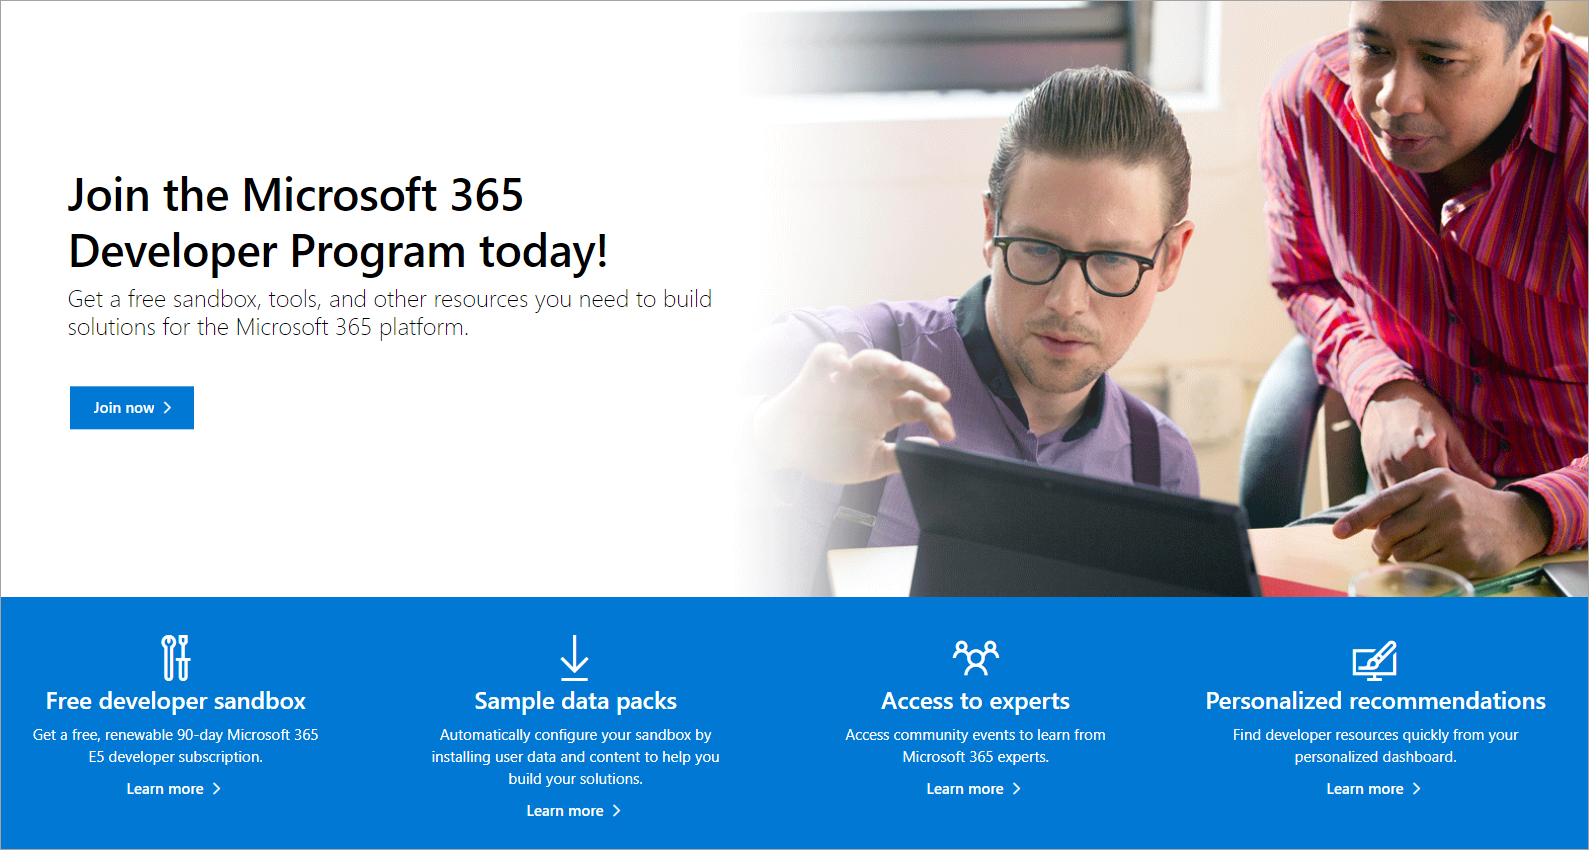 Join the Microsoft 365
Developer Program today!
Get a free sandbox, tools, and other resources you need to build
solutions for the Microsoft 365 platform.
Join now
Free developer sandbox
Get a free, renewable 90-day Microsoft 365
E5 developer subscription.
Learn more
Sample data packs
Automatically configure your sandbox by
installing user data and content to help you
build your solutions.
Learn more
Access to experts
Access community events to learn from
Microsoft 365 experts.
Learn more
Personalized recommendations
Find developer resources quickly from your
personalized dashboard.
Learn more